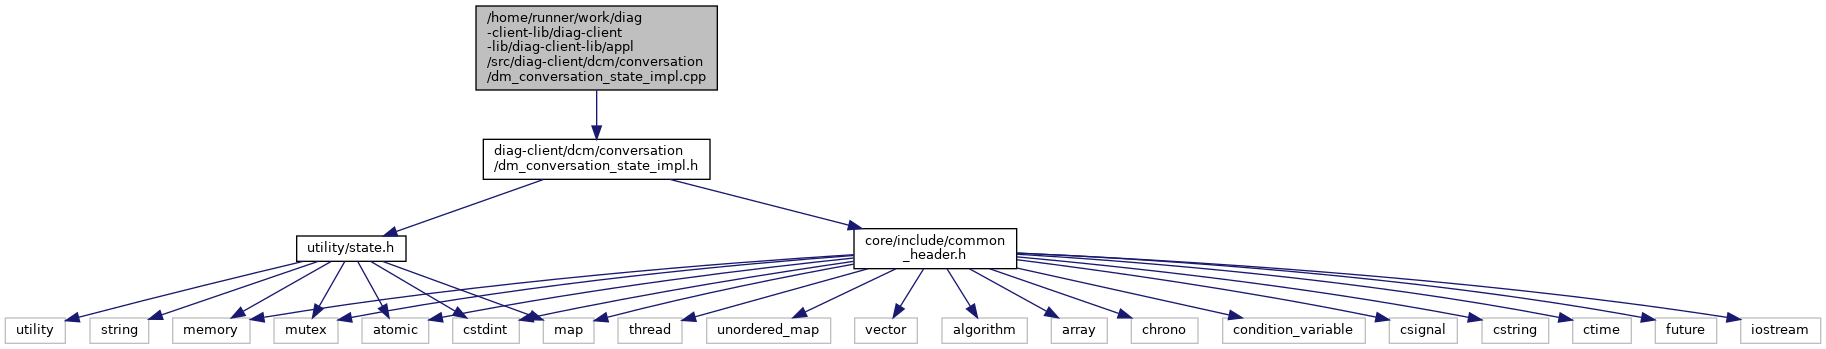 /home/runner/work/diag
-client-lib/diag-client
-lib/diag-client-lib/appl
/src/diag-client/dcm/conversation
/dm_conversation_state_impl.cpp
diag-client/dcm/conversation
/dm_conversation_state_impl.h
utility/state.h
core/include/common
_header.h
utility
string
memory
mutex
atomic
cstdint
map
thread
unordered_map
vector
algorithm
array
chrono
condition_variable
csignal
cstring
ctime
future
iostream